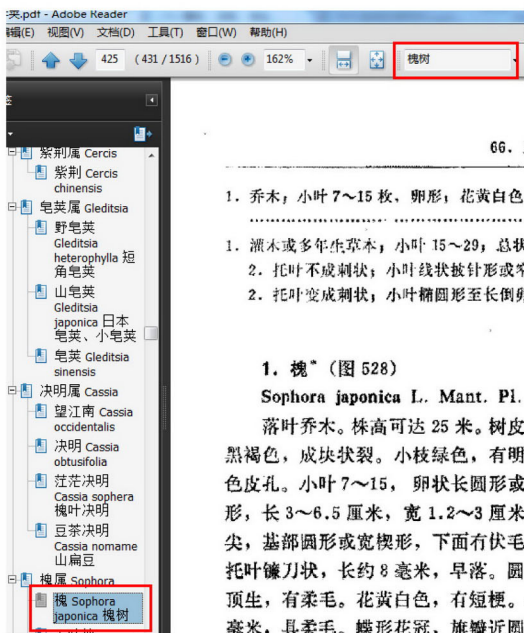 荚.pdf - Adobe Reader
编辑(E) 视图(V) 文档(D) 工具(T) 窗口(W) 帮助(H)
425 (431 / 1516) 162% 槐树
紫荆属 Cercis
紫荆 Cercis
chinensis
皂荚属 Gleditsia
野皂荚
Gleditsia
heterophylla 短
角皂荚
山皂荚
Gleditsia
japonica 日本
皂荚、小皂荚
皂荚 Gleditsia
sinensis
决明属 Cassia
望江南 Cassia
occidentalis
决明 Cassia
obtusifolia
茳芒决明
Cassia sophera
槐叶决明
豆茶决明
Cassia nomame
山扁豆
槐属 Sophora
槐 Sophora
japonica 槐树
66.
1. 乔木；小叶 7～15 枚，卵形；花黄白色
1. 灌木或多年生草本；小叶 15～29；总状
2. 托叶不成刺状；小叶线状披针形或窄
2. 托叶变成刺状；小叶椭圆形至长倒卵
1. 槐* (图 528)
Sophora japonica L. Mant. Pl.
落叶乔木。株高可达 25 米。树皮
黑褐色，成块状裂。小枝绿色，有明
色皮孔。小叶 7～15，卵状长圆形或
形，长 3～6.5 厘米，宽 1.2～3 厘米
尖，基部圆形或宽楔形，下面有伏毛
托叶镰刀状，长约 8 毫米，早落。圆
顶生，有柔毛。花黄白色，有短梗。
毫米，具柔毛。蝶形花冠，旗瓣近圆